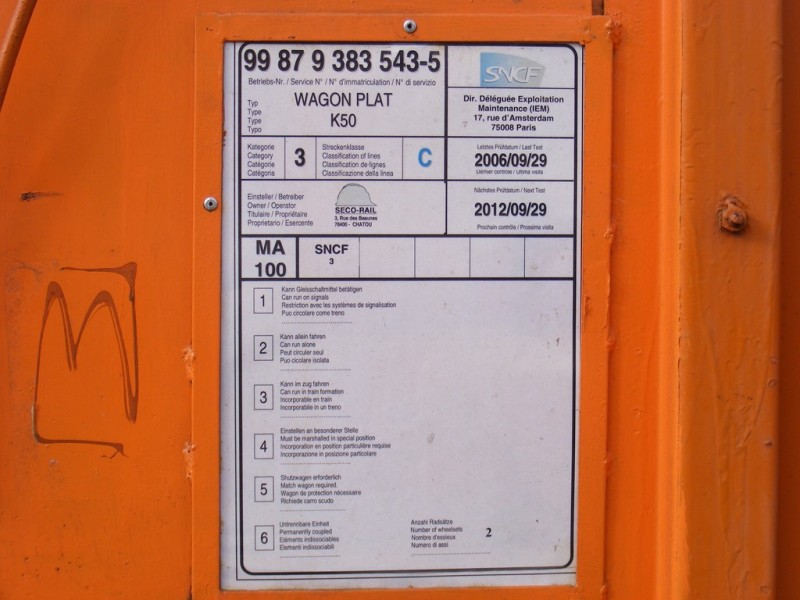 99 87 9 383 543-5
Betriebs-Nr. / Service N° / N° d'immatriculation / N° di servizio
Typ
Type
Type
Tipo
WAGON PLAT
K50
SNCF
Dir. Déléguée Exploitation
Maintenance (IEM)
17, rue d'Amsterdam
75008 Paris
Kategorie
Category
Catégorie
Categoria
3
Streckenklasse
Classification of lines
Classification de-lignes
Classificazione della linea
C
Letztes Prüfdatum / Last Test
2006/09/29
Dernier contrôle / Ultima visita
Einsteller / Betreiber
Owner / Operator
Titulaire / Propriétaire
Proprietario / Esercente
SECO-RAIL
3, Rue des Beaunes
78400 - CHATOU
Nächstes Prüfdatum / Next Test
2012/09/29
Prochain contrôle / Prossima visita
MA
100
SNCF
3
1
Kann Gleisschaltmittel betätigen
Can run on signals
Restriction avec les systèmes de signalisation
Puo circolare come treno
2
Kann allein fahren
Can run alone
Peut circuler seul
Puo cicolare isolata
3
Kann im zug fahren
Can run in train formation
Incorporable en train
Incorporabile in un treno
4
Einstellen an besonderer Stelle
Must be marshalled in special position
Incorporation en position particulière requise
Incorporazione in posizione particolare
5
Shutzwagen erforderlich
Match wagon required
Wagon de protection nécessaire
Richiede carro scudo
6
Untrennbare Einheit
Permanently coupled
Eléments indissociables
Elementi indissociabili
Anzahl Radsätze
Number of wheelsets
Nombre d'essieux
Numero di assi
2